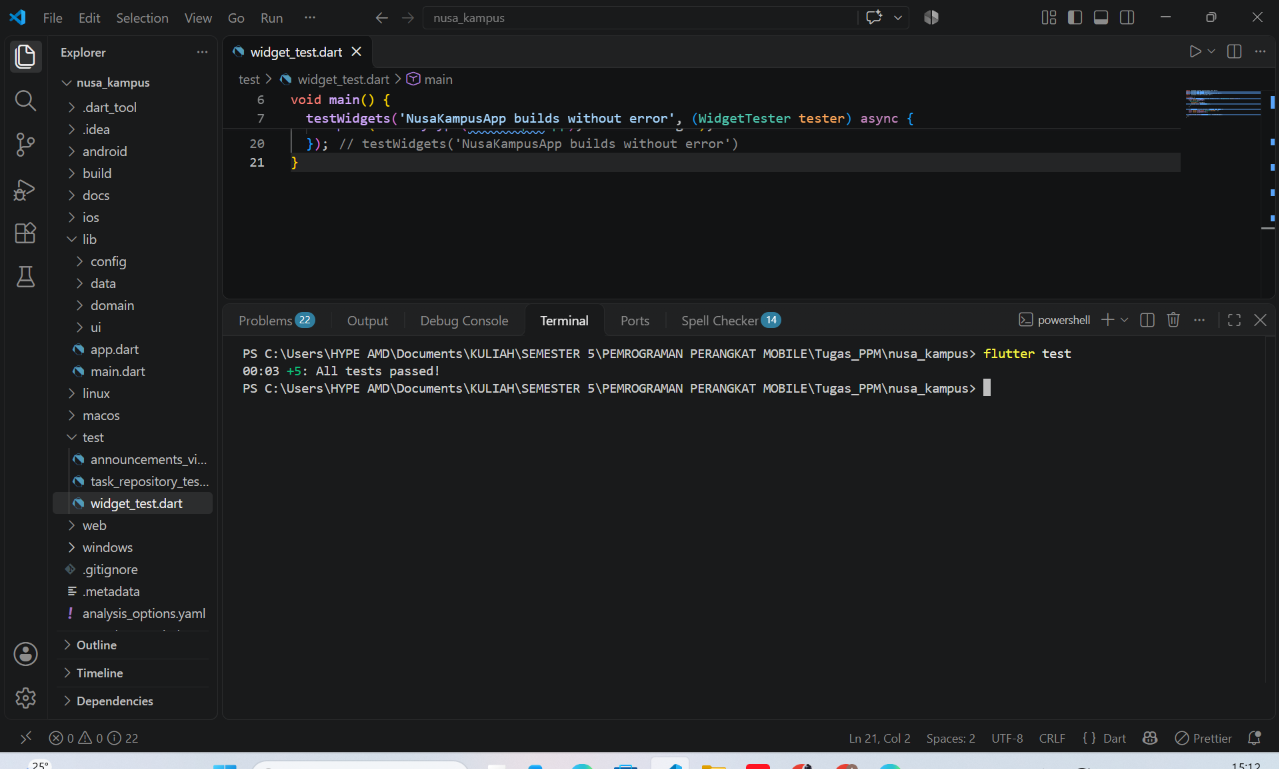 File Edit Selection View Go Run ··· nusa_kampus
Explorer ···
nusa_kampus
.dart_tool
.idea
android
build
docs
ios
lib
config
data
domain
ui
app.dart
main.dart
linux
macos
test
announcements_vi...
task_repository_tes...
widget_test.dart
web
windows
.gitignore
.metadata
! analysis_options.yaml
Outline
Timeline
Dependencies
widget_test.dart
test > widget_test.dart > main
6 void main() {
7 testWidgets('NusaKampusApp builds without error', (WidgetTester tester) async {
20 }); // testWidgets('NusaKampusApp builds without error')
21 }
Problems 22 Output Debug Console Terminal Ports Spell Checker 14 powershell
PS C:\Users\HYPE AMD\Documents\KULIAH\SEMESTER 5\PEMROGRAMAN PERANGKAT MOBILE\Tugas_PPM\nusa_kampus> flutter test
00:03 +5: All tests passed!
PS C:\Users\HYPE AMD\Documents\KULIAH\SEMESTER 5\PEMROGRAMAN PERANGKAT MOBILE\Tugas_PPM\nusa_kampus>
0 0 22 Ln 21, Col 2 Spaces: 2 UTF-8 CRLF {} Dart Prettier
25° 15:12